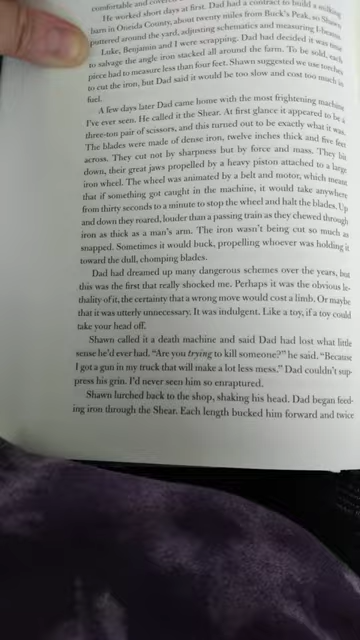 comfortably and covered
He worked short days at first. Dad had a contract to build a milking
barn in Oneida County, about twenty miles from Buck's Peak, so Shawn
puttered around the yard, adjusting schematics and measuring I-beams.
Luke, Benjamin and I were scrapping. Dad had decided it was time
to salvage the angle iron stacked all around the farm. To be sold, each
piece had to measure less than four feet. Shawn suggested we use torches
to cut the iron, but Dad said it would be too slow and cost too much in
fuel.
A few days later Dad came home with the most frightening machine
I've ever seen. He called it the Shear. At first glance it appeared to be a
three-ton pair of scissors, and this turned out to be exactly what it was.
The blades were made of dense iron, twelve inches thick and five feet
across. They cut not by sharpness but by force and mass. They bit
down, their great jaws propelled by a heavy piston attached to a large
iron wheel. The wheel was animated by a belt and motor, which meant
that if something got caught in the machine, it would take anywhere
from thirty seconds to a minute to stop the wheel and halt the blades. Up
and down they roared, louder than a passing train as they chewed through
iron as thick as a man's arm. The iron wasn't being cut so much as
snapped. Sometimes it would buck, propelling whoever was holding it
toward the dull, chomping blades.
Dad had dreamed up many dangerous schemes over the years, but
this was the first that really shocked me. Perhaps it was the obvious le-
thality of it, the certainty that a wrong move would cost a limb. Or maybe
that it was utterly unnecessary. It was indulgent. Like a toy, if a toy could
take your head off.
Shawn called it a death machine and said Dad had lost what little
sense he'd ever had. "Are you trying to kill someone?" he said. "Because
I got a gun in my truck that will make a lot less mess." Dad couldn't sup-
press his grin. I'd never seen him so enraptured.
Shawn lurched back to the shop, shaking his head. Dad began feed-
ing iron through the Shear. Each length bucked him forward and twice